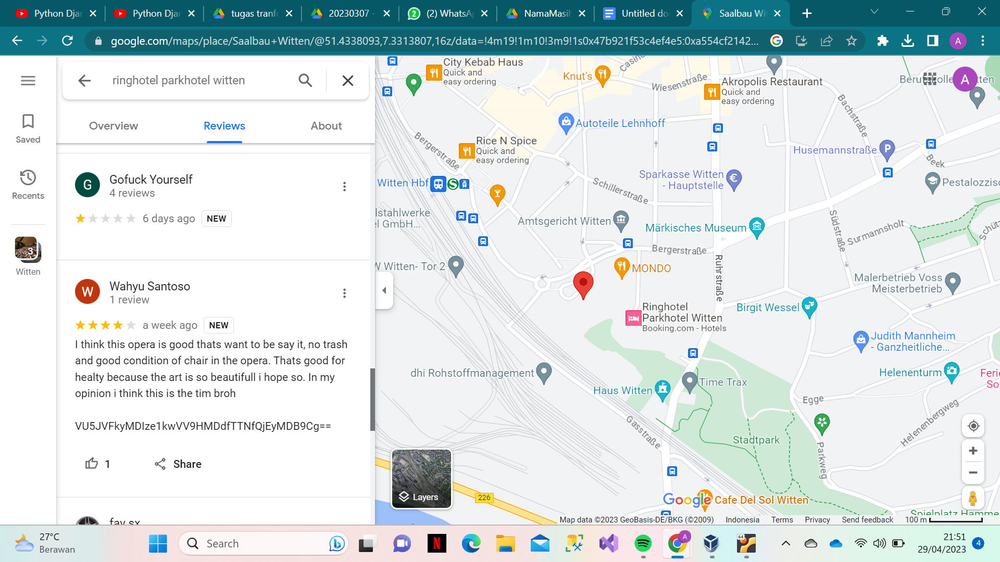 Python Djan
Python Djan
tugas tranfo
20230307 -
(2) WhatsAp
NamaMasih
Untitled do
Saalbau Wit
google.com/maps/place/Saalbau+Witten/@51.4338093,7.3313807,16z/data=!4m19!1m10!3m9!1s0x47b921f53c4ef4e5:0xa554cf2142...
A
ringhotel parkhotel witten
Saved
Recents
3
Witten
Overview
Reviews
About
G
Gofuck Yourself
4 reviews
6 days ago
NEW
W
Wahyu Santoso
1 review
a week ago
NEW
I think this opera is good thats want to be say it, no trash
and good condition of chair in the opera. Thats good for
healty because the art is so beautifull i hope so. In my
opinion i think this is the tim broh
VU5JVFkyMDIze1kwVV9HMDdfTTNfQjEyMDB9Cg==
1
Share
fay sx
City Kebab Haus
Quick and
easy ordering
Knut's
Casino
Wiesenstraße
Akropolis Restaurant
Quick and
easy ordering
A
Bachstraße
Autoteile Lehnhoff
Bergerstraße
Rice N Spice
Quick and
easy ordering
Husemannstraße
P
Beek
Sparkasse Witten
- Hauptstelle
Witten Hbf
S
Schillerstraße
Pestalozzisc
lstahlwerke
el GmbH...
Amtsgericht Witten
Märkisches Museum
Südstraße
Surmannsholt
Schütz
Bergerstraße
W Witten- Tor 2
MONDO
Ruhrstraße
Malerbetrieb Voss
Meisterbetrieb
Ringhotel
Parkhotel Witten
Booking.com - Hotels
Birgit Wessel
Judith Mannheim
- Ganzheitliche...
dhi Rohstoffmanagement
Time Trax
Helenenturm
Ferie
So
Haus Witten
Egge
Helenenbergweg
Gasstraße
Stadtpark
Parkweg
Layers
226
Google
Cafe Del Sol Witten
Spielplatz Hamme
Map data ©2023 GeoBasis-DE/BKG (©2009)
Indonesia
Terms
Privacy
Send feedback
100 m
27°C
Berawan
Search
N
A
64
21:51
29/04/2023
4